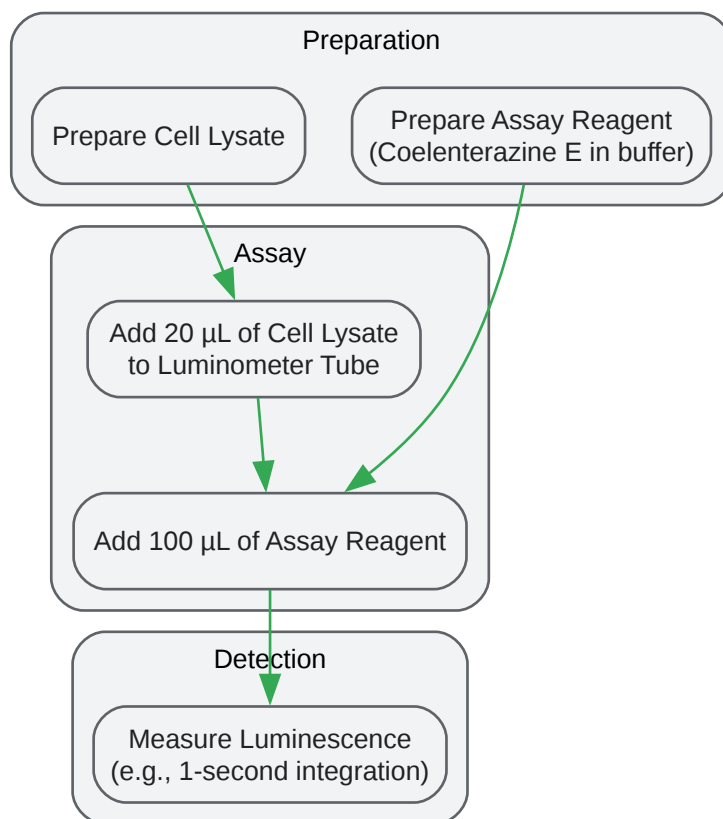 Preparation
Prepare Cell Lysate
Prepare Assay Reagent
(Coelenterazine E in buffer)
Assay
Add 20 µL of Cell Lysate
to Luminometer Tube
Add 100 µL of Assay Reagent
Detection
Measure Luminescence
(e.g., 1-second integration)